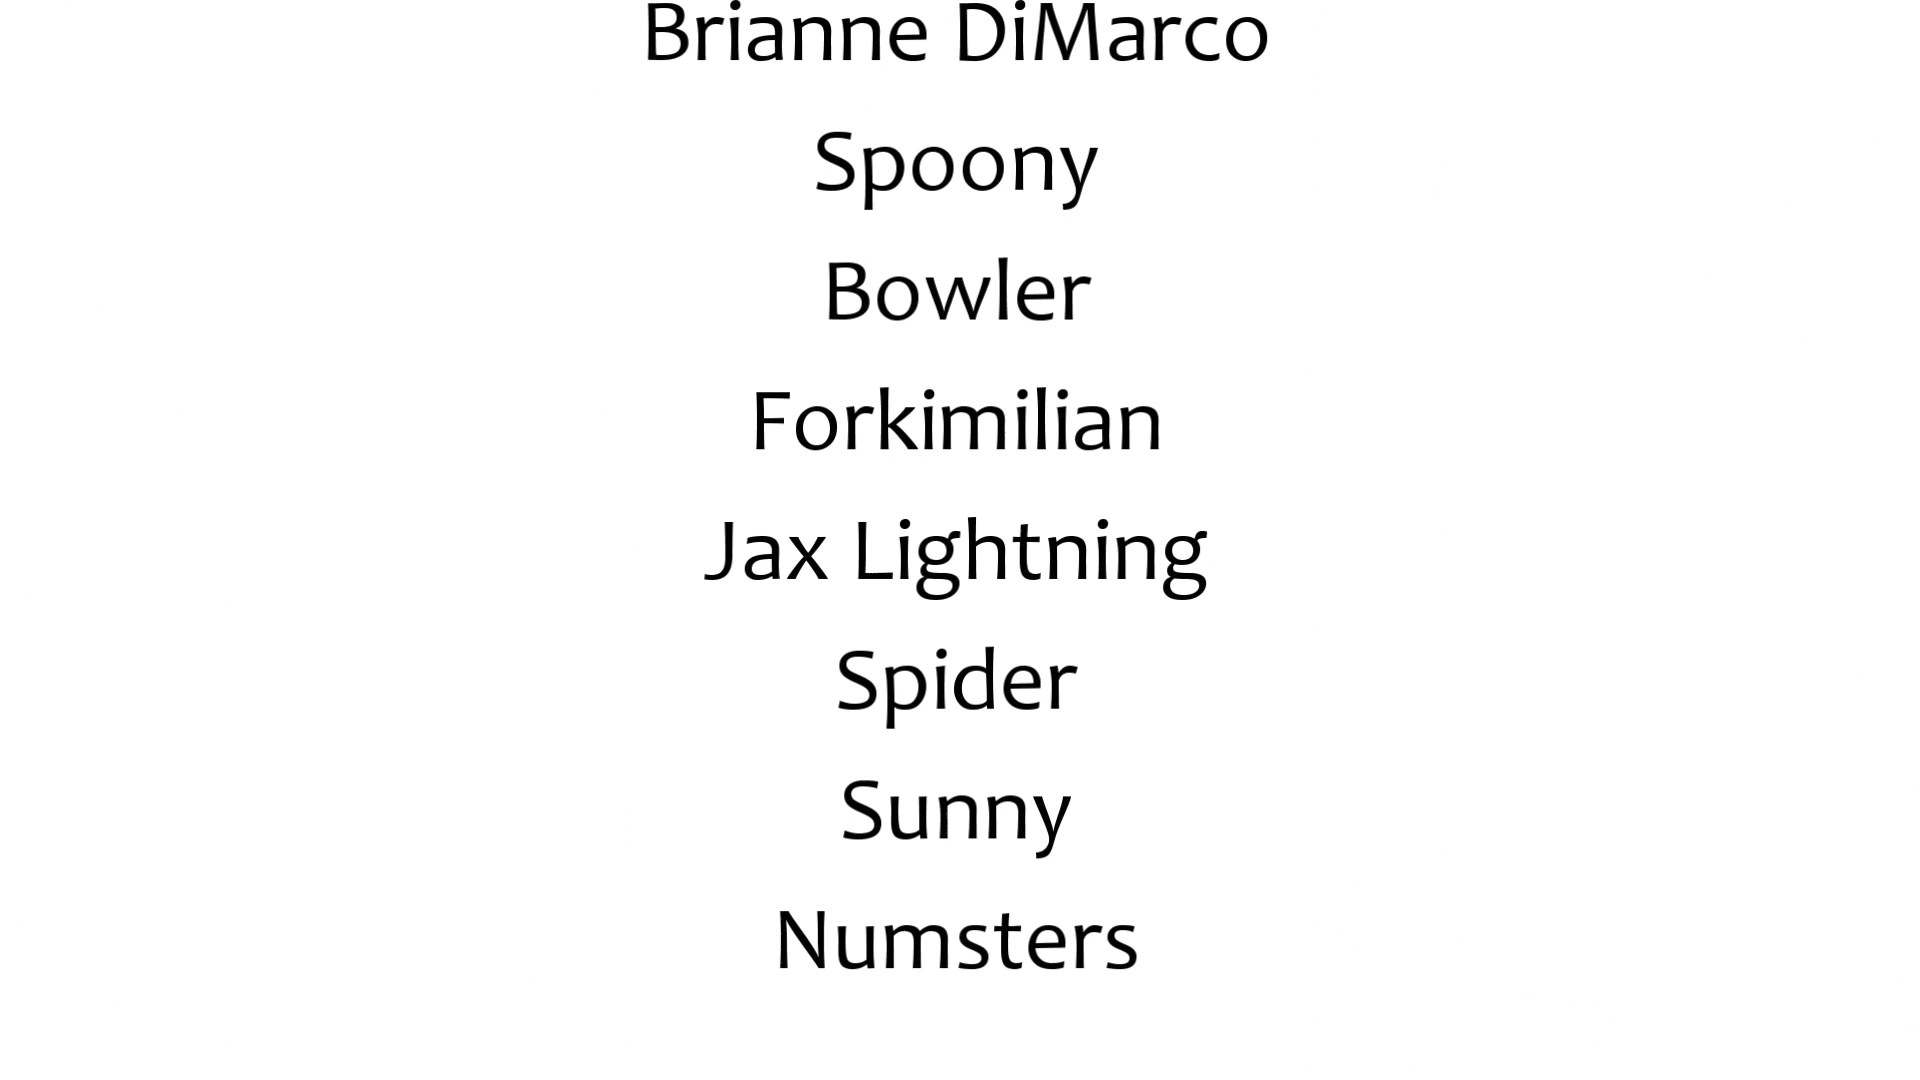 Brianne DiMarco
Spoony
Bowler
Forkimilian
Jax Lightning
Spider
Sunny
Numsters